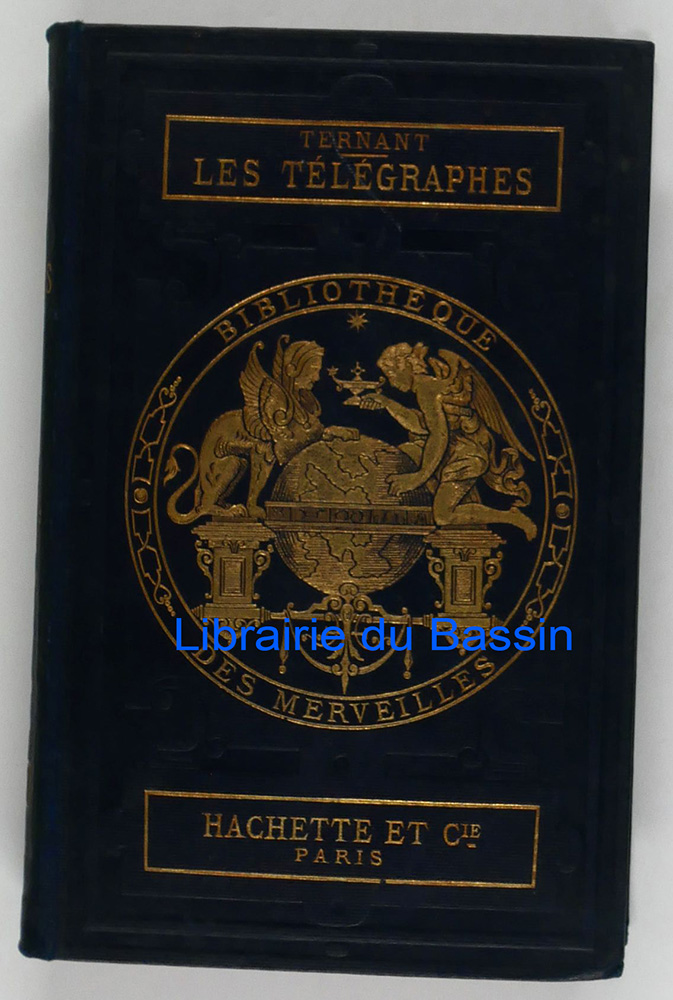 TERNANT
LES TÉLÉGRAPHES
BIBLIOTHÈQUE
DES MERVEILLES
Librairie du Bassin
HACHETTE ET CIE
PARIS